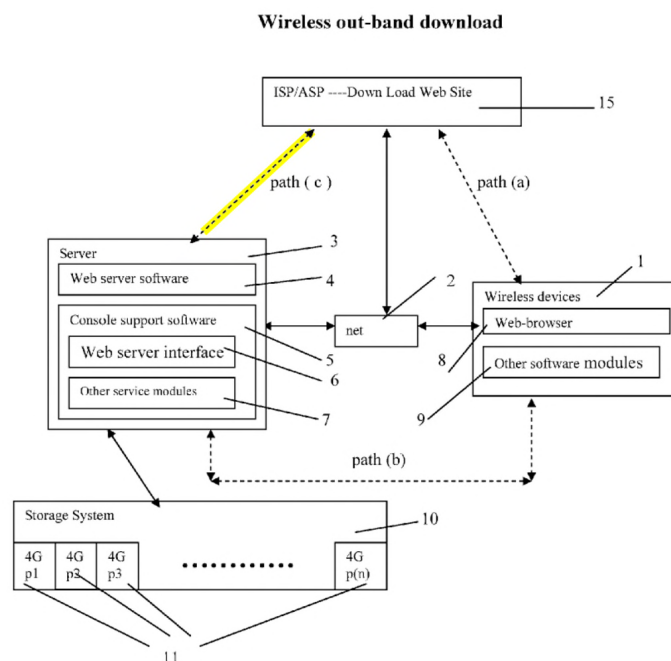 Wireless out-band download
ISP/ASP ----Down Load Web Site
15
path ( c )
path (a)
Server
3
Web server software
4
2
1
Wireless devices
Web-browser
8
Console support software
5
net
Web server interface
6
Other software modules
9
Other service modules
7
path (b)
Storage System
10
4G
p1
4G
p2
4G
p3
............
4G
p(n)
11